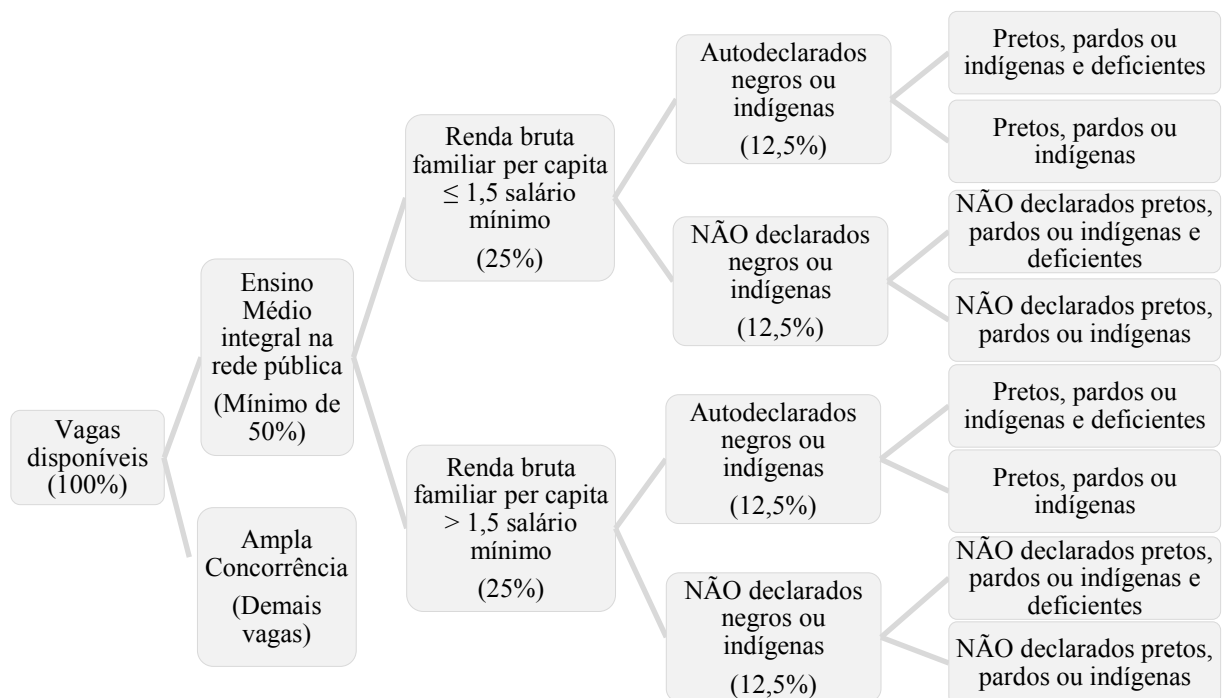 Vagas
disponíveis
(100%)
Ensino
Médio
integral na
rede pública
(Mínimo de
50%)
Ampla
Concorrência
(Demais
vagas)
Renda bruta
familiar per capita
≤ 1,5 salário
mínimo
(25%)
Renda bruta
familiar per capita
> 1,5 salário
mínimo
(25%)
Autodeclarados
negros ou
indígenas
(12,5%)
NÃO declarados
negros ou
indígenas
(12,5%)
Autodeclarados
negros ou
indígenas
(12,5%)
NÃO declarados
negros ou
indígenas
(12,5%)
Pretos, pardos ou
indígenas e deficientes
Pretos, pardos ou
indígenas
NÃO declarados pretos,
pardos ou indígenas e
deficientes
NÃO declarados pretos,
pardos ou indígenas
Pretos, pardos ou
indígenas e deficientes
Pretos, pardos ou
indígenas
NÃO declarados pretos,
pardos ou indígenas e
deficientes
NÃO declarados pretos,
pardos ou indígenas